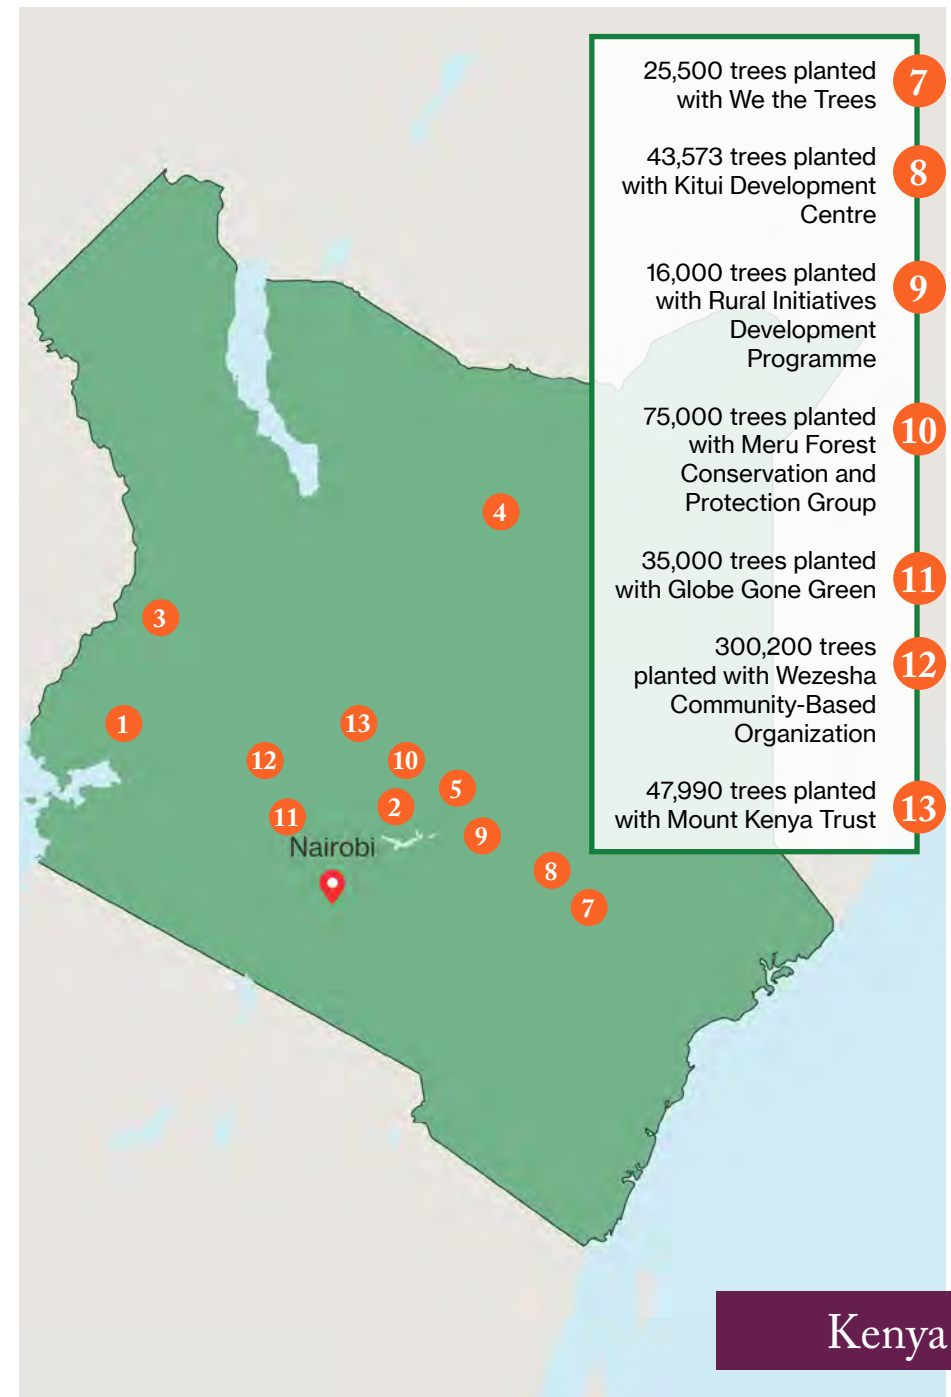 25,500 trees planted
with We the Trees
7
43,573 trees planted
with Kitui Development
Centre
8
16,000 trees planted
with Rural Initiatives
Development
Programme
9
75,000 trees planted
with Meru Forest
Conservation and
Protection Group
10
35,000 trees planted
with Globe Gone Green
11
300,200 trees
planted with Wezesha
Community-Based
Organization
12
47,990 trees planted
with Mount Kenya Trust
13
4
3
1
13
12
10
5
2
11
9
Nairobi
8
7
Kenya